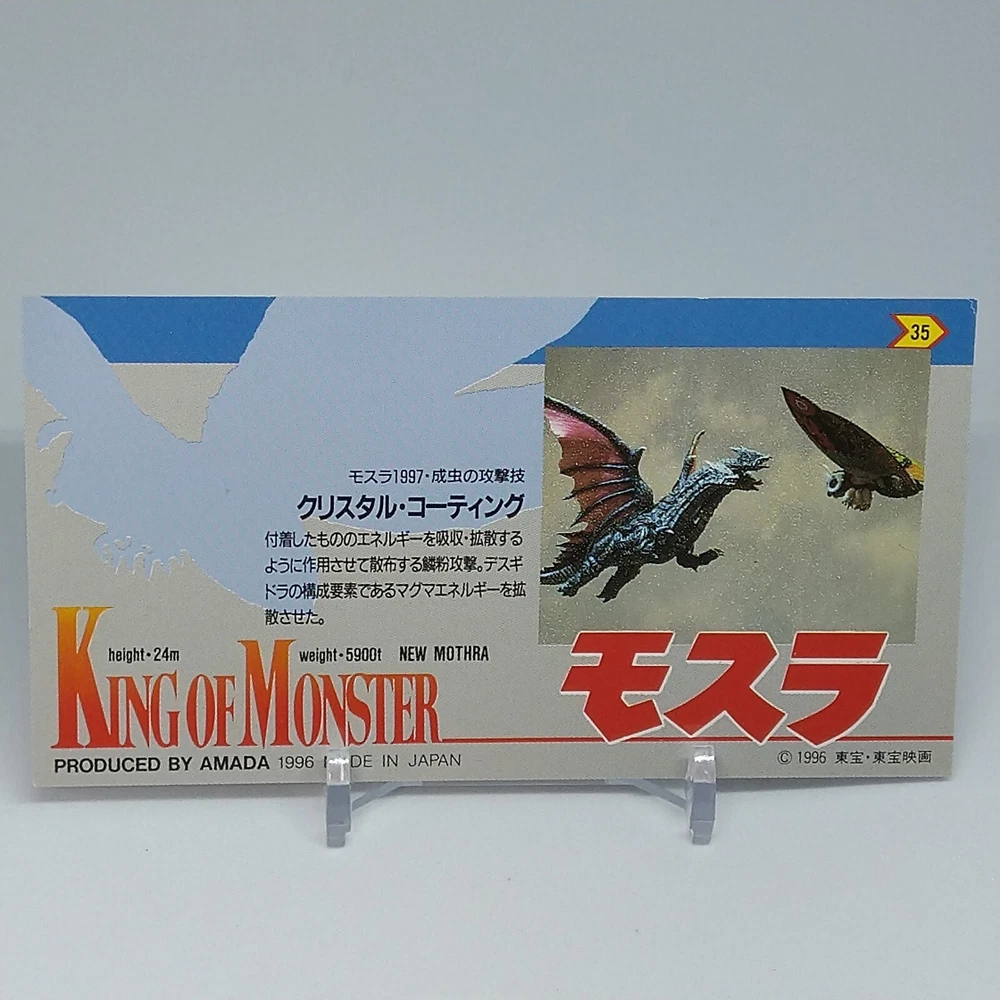 35
モスラ1997・成虫の攻撃技
クリスタル・コーティング
付着したもののエネルギーを吸収・拡散する
ように作用させて散布する鱗粉攻撃。デスギ
ドラの構成要素であるマグマエネルギーを拡
散させた。
height・24m weight・5900t NEW MOTHRA
KING OF MONSTER
モスラ
PRODUCED BY AMADA 1996 MADE IN JAPAN
© 1996 東宝・東宝映画